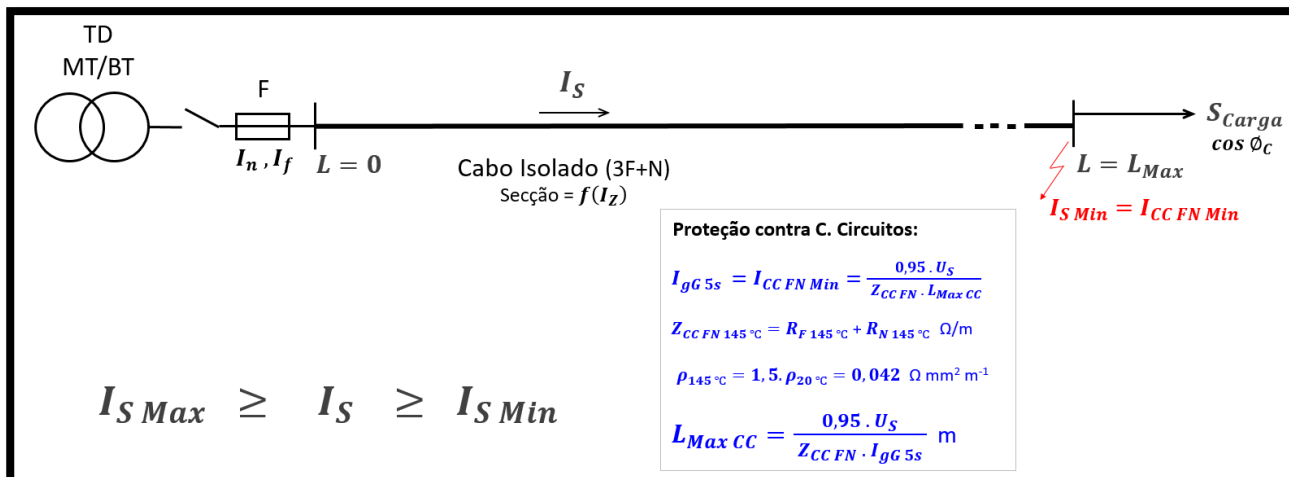 TD
MT/BT
F
I_n , I_f
L = 0
I_S
Cabo Isolado (3F+N)
Secção = f(I_Z)
S_Carga
cos ϕ_C
L = L_Max
I_S Min = I_CC FN Min
Proteção contra C. Circuitos:
I_gG 5s = I_CC FN Min = 0,95 . U_S / Z_CC FN . L_Max CC
Z_CC FN 145 °C = R_F 145 °C + R_N 145 °C Ω/m
ρ_145 °C = 1,5. ρ_20 °C = 0,042 Ω mm² m⁻¹
L_Max CC = 0,95 . U_S / Z_CC FN . I_gG 5s m
I_S Max ≥ I_S ≥ I_S Min